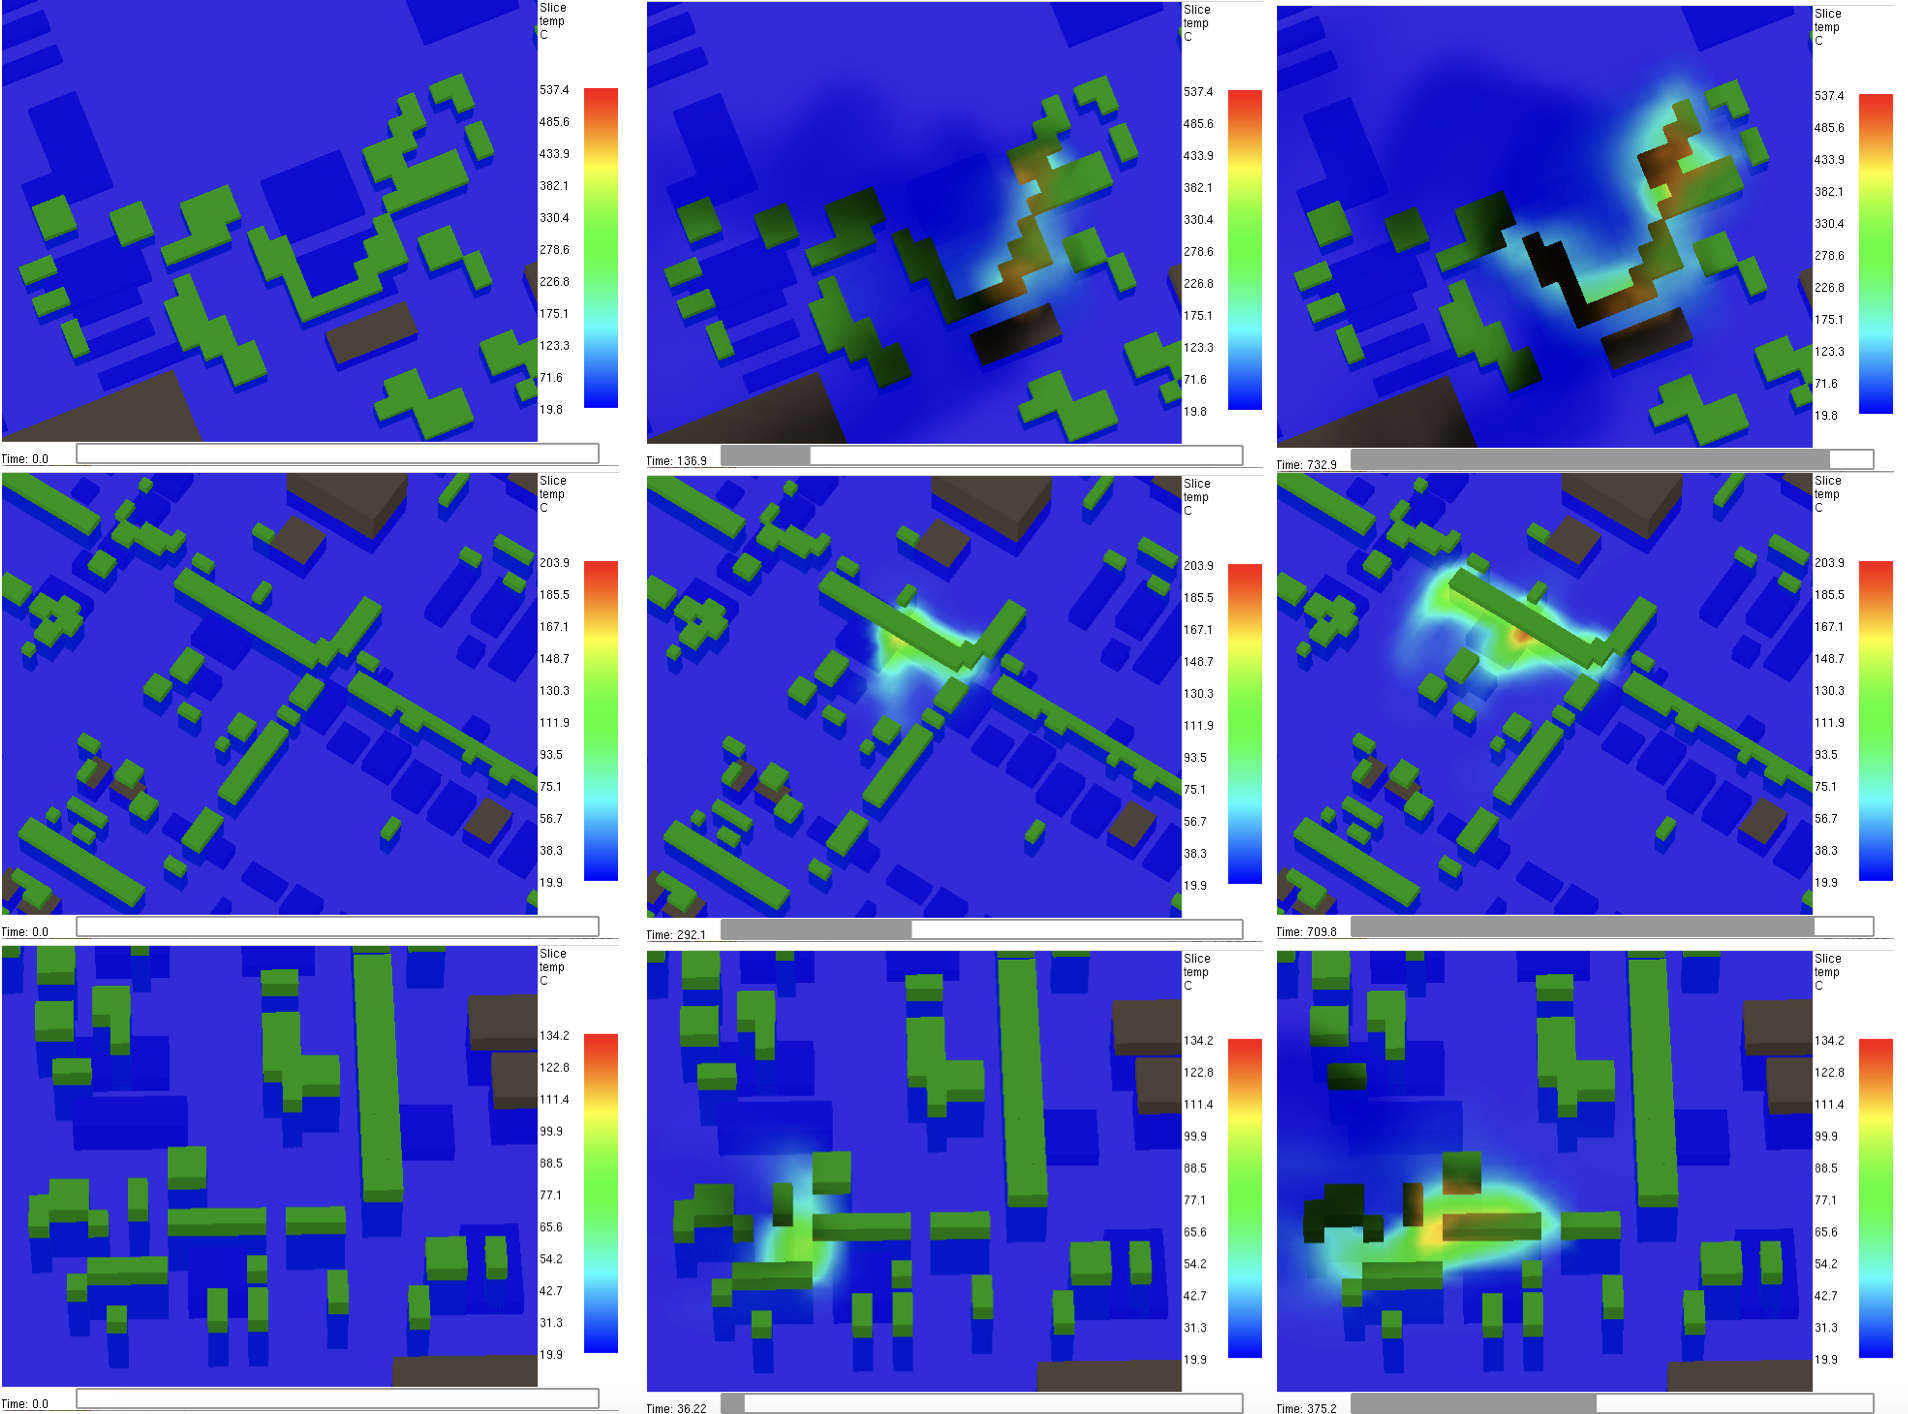 Slice
temp
C
537.4
485.6
433.9
382.1
330.4
278.6
226.8
175.1
123.3
71.6
19.8
Time: 0.0
Slice
temp
C
537.4
485.6
433.9
382.1
330.4
278.6
226.8
175.1
123.3
71.6
19.8
Time: 136.9
Slice
temp
C
537.4
485.6
433.9
382.1
330.4
278.6
226.8
175.1
123.3
71.6
19.8
Time: 732.9
Slice
temp
C
203.9
185.5
167.1
148.7
130.3
111.9
93.5
75.1
56.7
38.3
19.9
Time: 0.0
Slice
temp
C
203.9
185.5
167.1
148.7
130.3
111.9
93.5
75.1
56.7
38.3
19.9
Time: 292.1
Slice
temp
C
203.9
185.5
167.1
148.7
130.3
111.9
93.5
75.1
56.7
38.3
19.9
Time: 709.8
Slice
temp
C
134.2
122.8
111.4
99.9
88.5
77.1
65.6
54.2
42.7
31.3
19.9
Time: 0.0
Slice
temp
C
134.2
122.8
111.4
99.9
88.5
77.1
65.6
54.2
42.7
31.3
19.9
Time: 36.22
Slice
temp
C
134.2
122.8
111.4
99.9
88.5
77.1
65.6
54.2
42.7
31.3
19.9
Time: 375.2